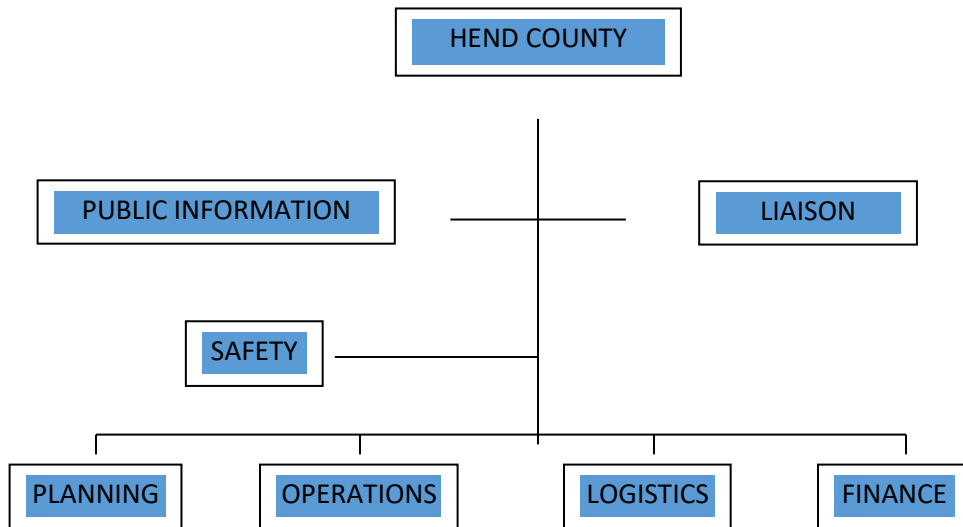 HEND COUNTY
PUBLIC INFORMATION
LIAISON
SAFETY
PLANNING
OPERATIONS
LOGISTICS
FINANCE